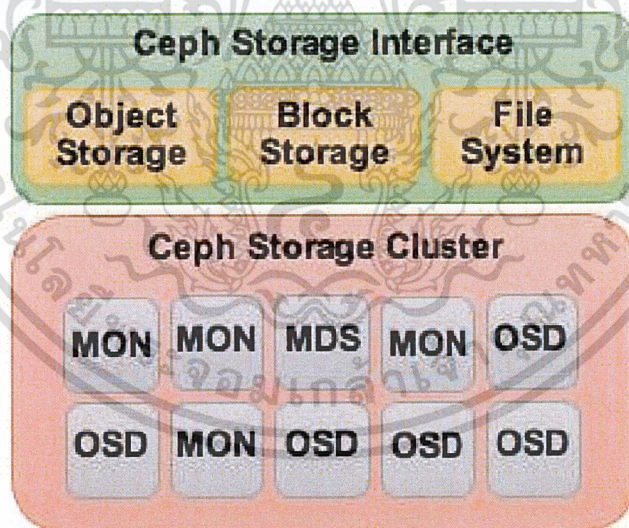 Ceph Storage Interface
Object
Storage
Block
Storage
File
System
Ceph Storage Cluster
MON MON MDS MON OSD
OSD MON OSD OSD OSD